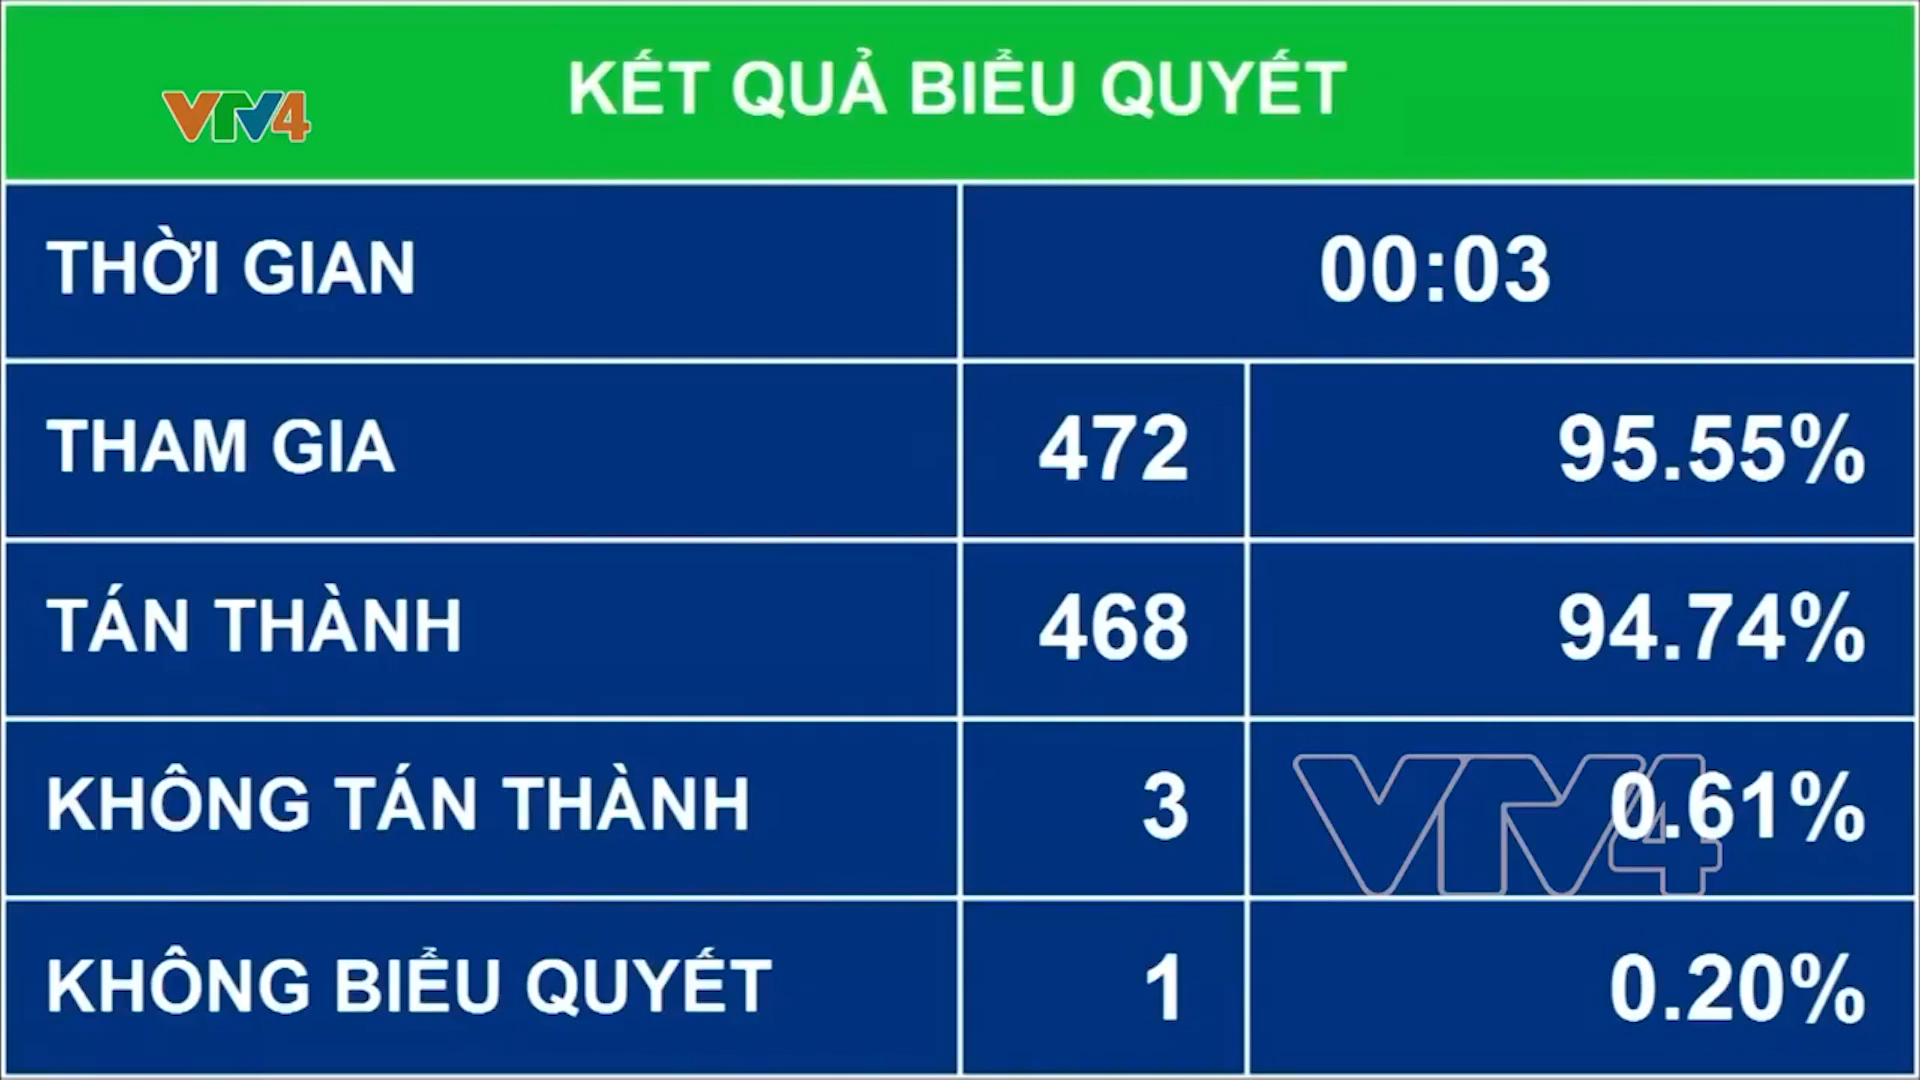 KẾT QUẢ BIỂU QUYẾT
VTV4
THỜI GIAN 00:03
THAM GIA 472 95.55%
TÁN THÀNH 468 94.74%
KHÔNG TÁN THÀNH 3 0.61%
VTV4
KHÔNG BIỂU QUYẾT 1 0.20%